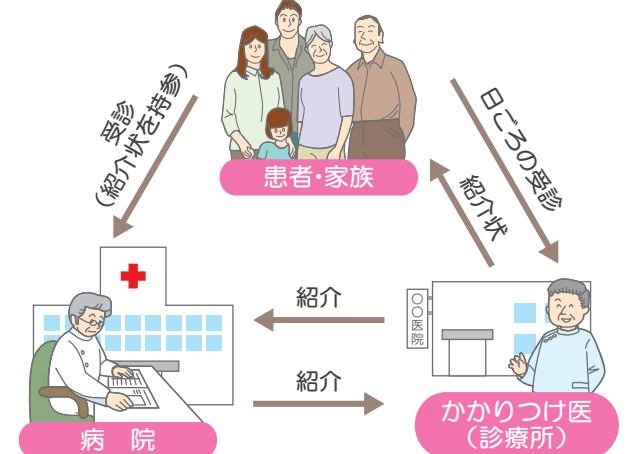 患者・家族
受診
（紹介状を持参）
日ごろの受診
紹介状
紹介
紹介
○○医院
病　院
かかりつけ医
（診療所）